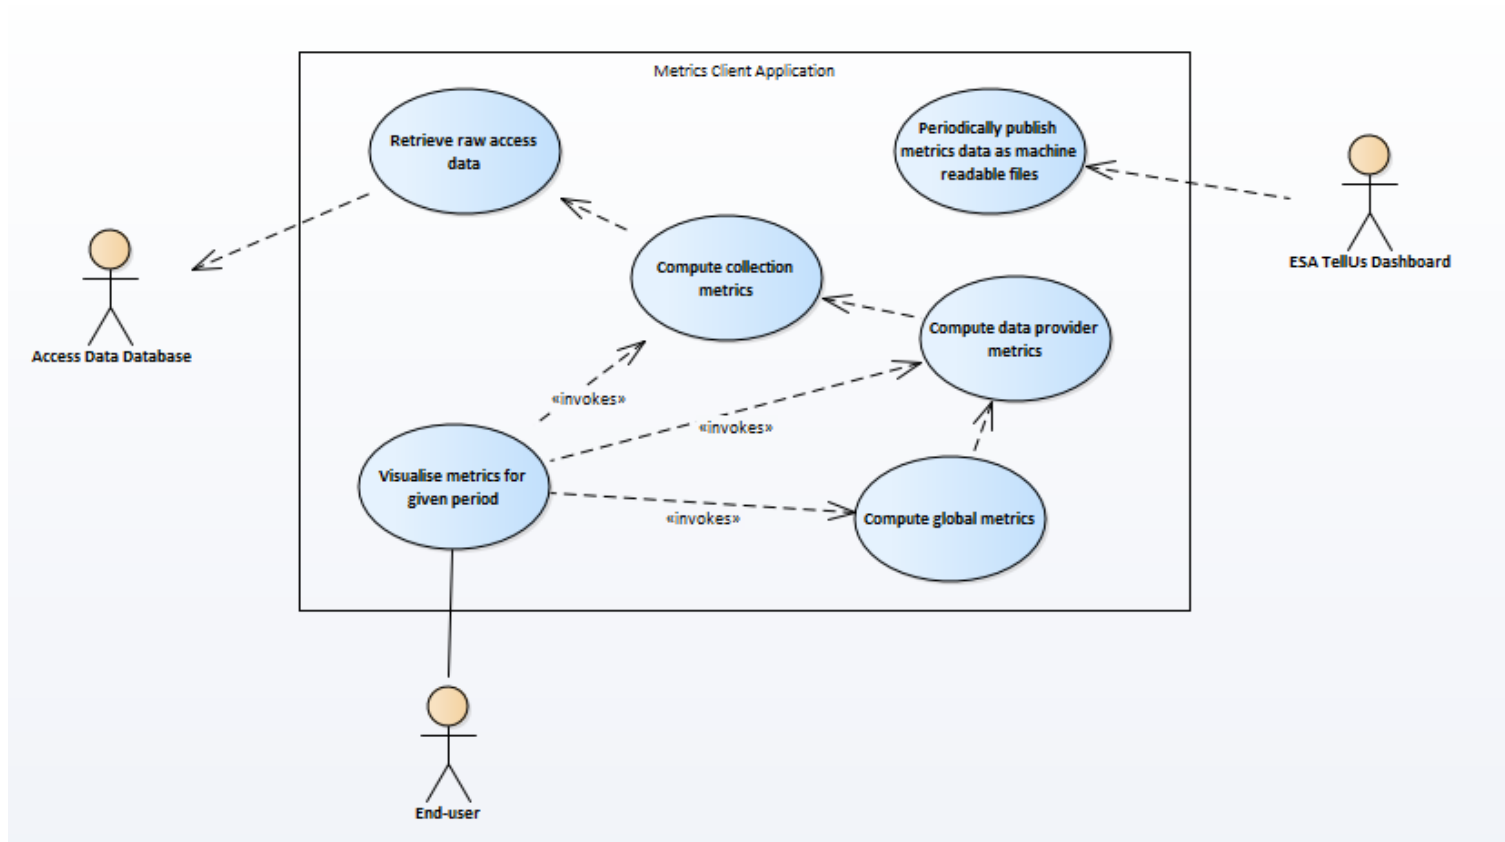 Metrics Client Application
Retrieve raw access
data
Periodically publish
metrics data as machine
readable files
ESA TellUs Dashboard
Compute collection
metrics
Access Data Database
Compute data provider
metrics
«invokes»
«invokes»
Visualise metrics for
given period
«invokes»
Compute global metrics
End-user